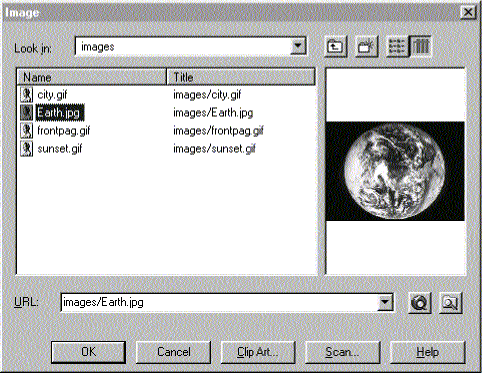 Image
Look in: images
Name Title
city.gif images/city.gif
Earth.jpg images/Earth.jpg
frontpag.gif images/frontpag.gif
sunset.gif images/sunset.gif
URL: images/Earth.jpg
OK Cancel Clip Art... Scan... Help